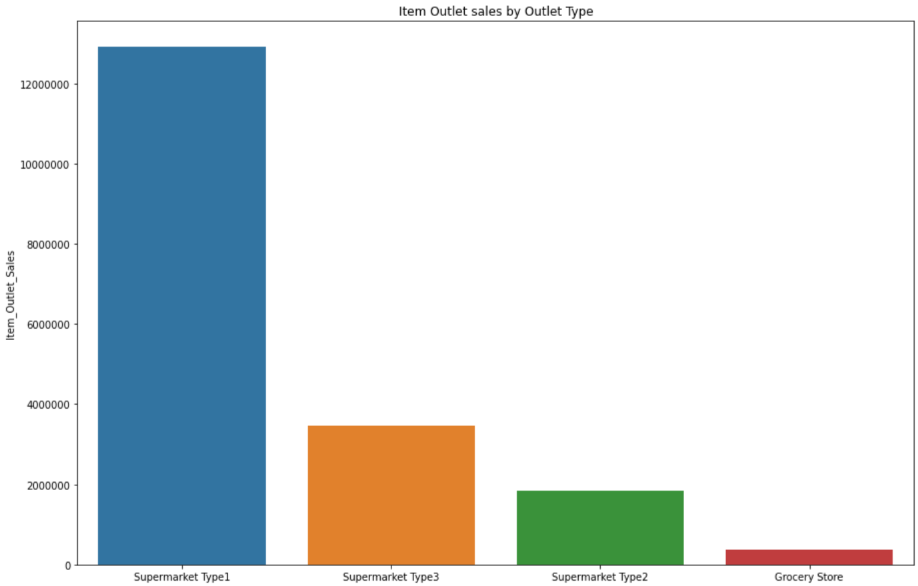 Item Outlet sales by Outlet Type
Item_Outlet_Sales
12000000
10000000
8000000
6000000
4000000
2000000
0
Supermarket Type1
Supermarket Type3
Supermarket Type2
Grocery Store